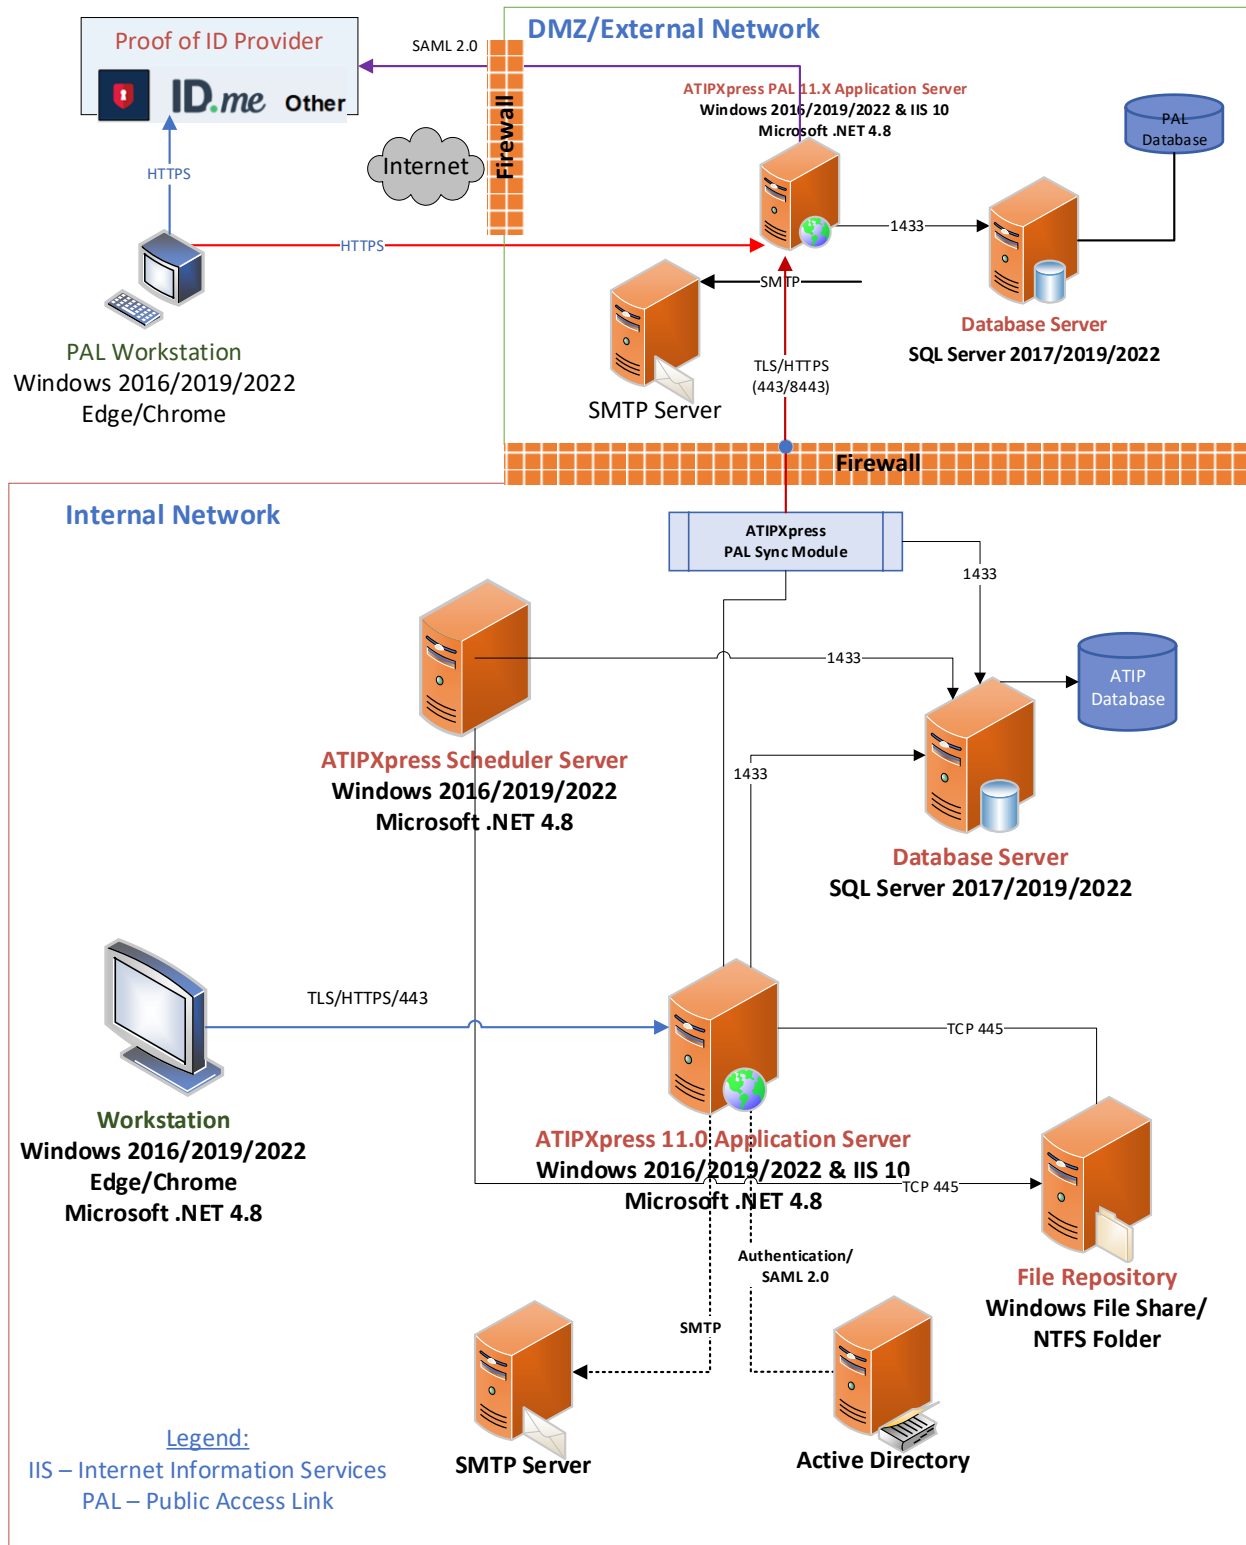 DMZ/External Network
Proof of ID Provider
ID.me
Other
SAML 2.0
Firewall
Internet
HTTPS
HTTPS
ATIPXpress PAL 11.X Application Server
Windows 2016/2019/2022 & IIS 10
Microsoft .NET 4.8
PAL
Database
1433
SMTP
Database Server
SQL Server 2017/2019/2022
PAL Workstation
Windows 2016/2019/2022
Edge/Chrome
TLS/HTTPS
(443/8443)
SMTP Server
Firewall
Internal Network
ATIPXpress
PAL Sync Module
1433
1433
ATIP
Database
ATIPXpress Scheduler Server
Windows 2016/2019/2022
Microsoft .NET 4.8
1433
Database Server
SQL Server 2017/2019/2022
TLS/HTTPS/443
TCP 445
Workstation
Windows 2016/2019/2022
Edge/Chrome
Microsoft .NET 4.8
ATIPXpress 11.0 Application Server
Windows 2016/2019/2022 & IIS 10
Microsoft .NET 4.8
TCP 445
Authentication/
SAML 2.0
File Repository
Windows File Share/
NTFS Folder
SMTP
SMTP Server
Active Directory
Legend:
IIS – Internet Information Services
PAL – Public Access Link